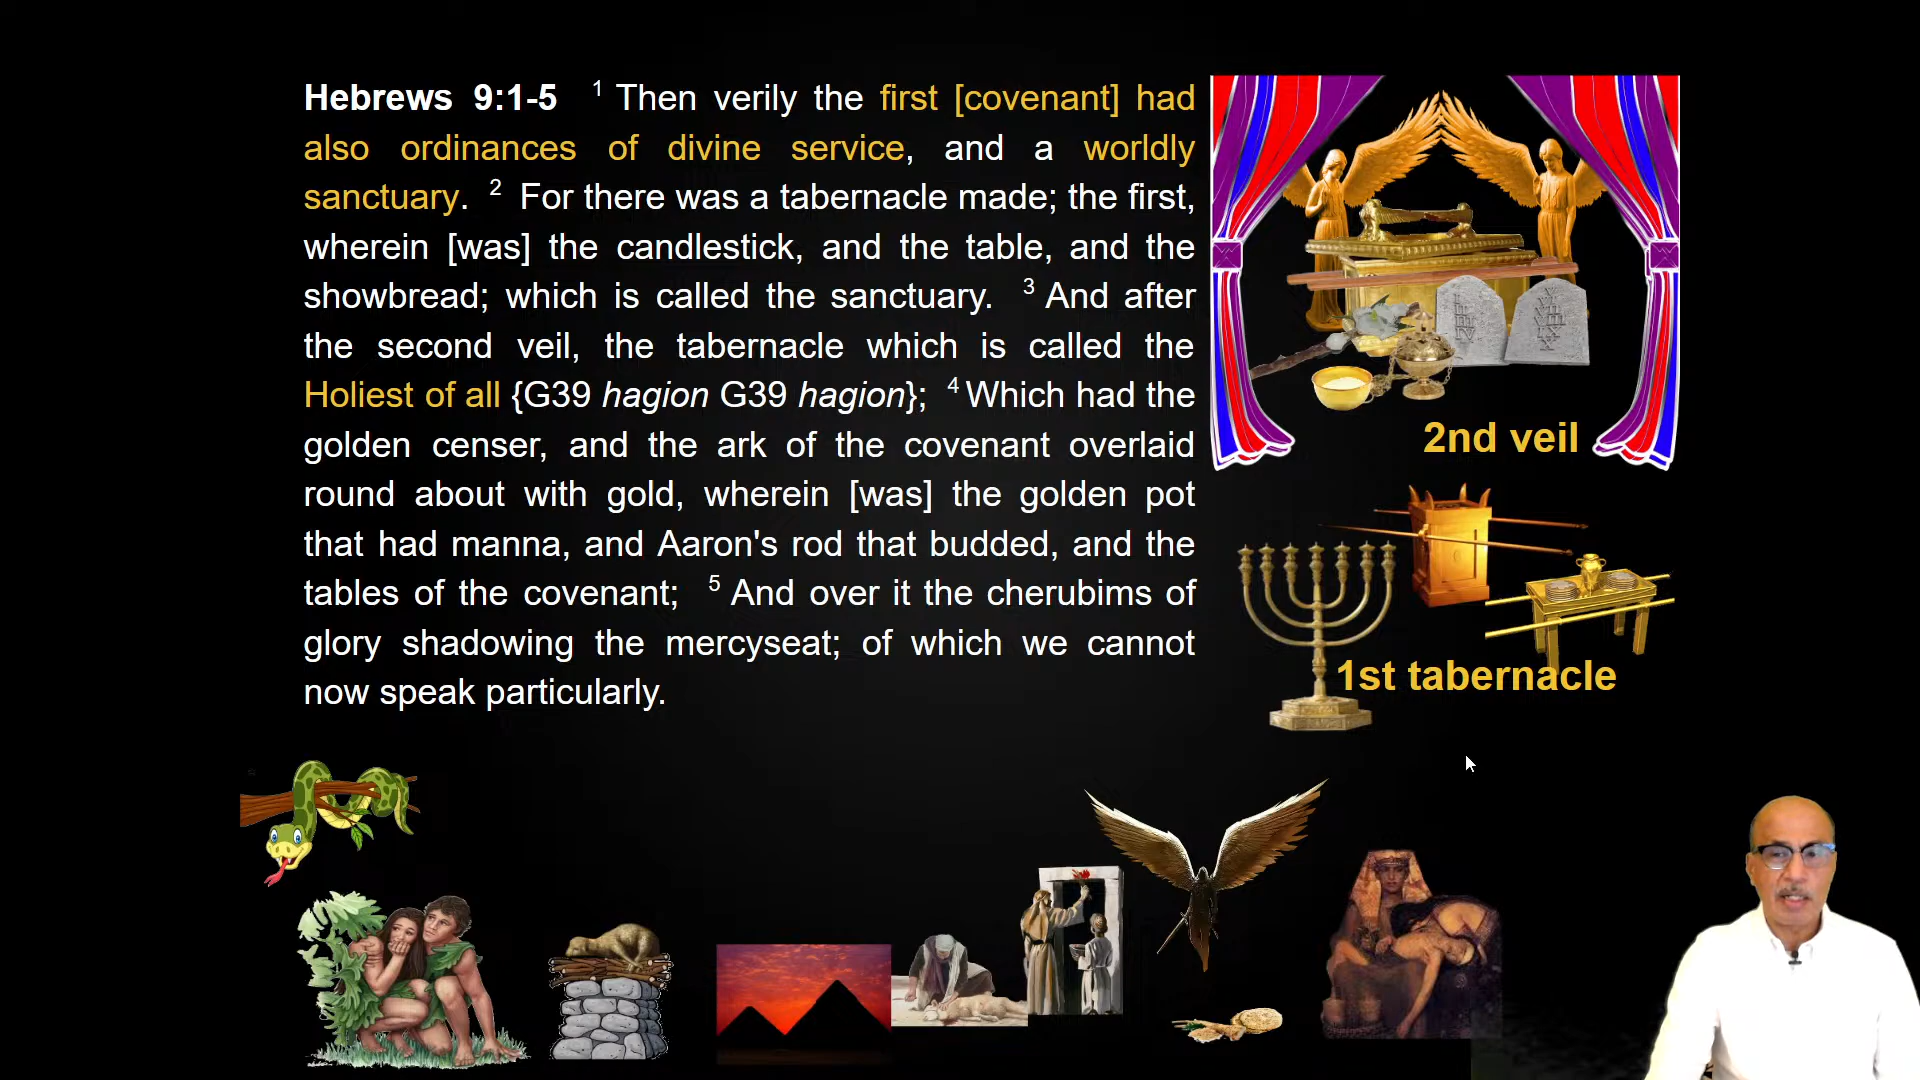 Hebrews 9:1-5 1 Then verily the first [covenant] had
also ordinances of divine service, and a worldly
sanctuary. 2 For there was a tabernacle made; the first,
wherein [was] the candlestick, and the table, and the
showbread; which is called the sanctuary. 3 And after
the second veil, the tabernacle which is called the
Holiest of all {G39 hagion G39 hagion}; 4 Which had the
golden censer, and the ark of the covenant overlaid
round about with gold, wherein [was] the golden pot
that had manna, and Aaron's rod that budded, and the
tables of the covenant; 5 And over it the cherubims of
glory shadowing the mercyseat; of which we cannot
now speak particularly.
2nd veil
1st tabernacle